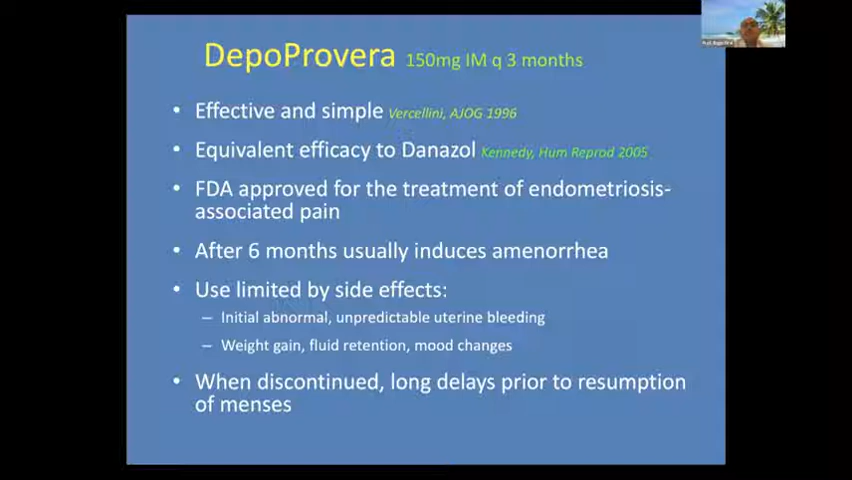 DepoProvera 150mg IM q 3 months
• Effective and simple Vercellini, AJOG 1996
• Equivalent efficacy to Danazol Kennedy, Hum Reprod 2005
• FDA approved for the treatment of endometriosis-
associated pain
• After 6 months usually induces amenorrhea
• Use limited by side effects:
– Initial abnormal, unpredictable uterine bleeding
– Weight gain, fluid retention, mood changes
• When discontinued, long delays prior to resumption
of menses